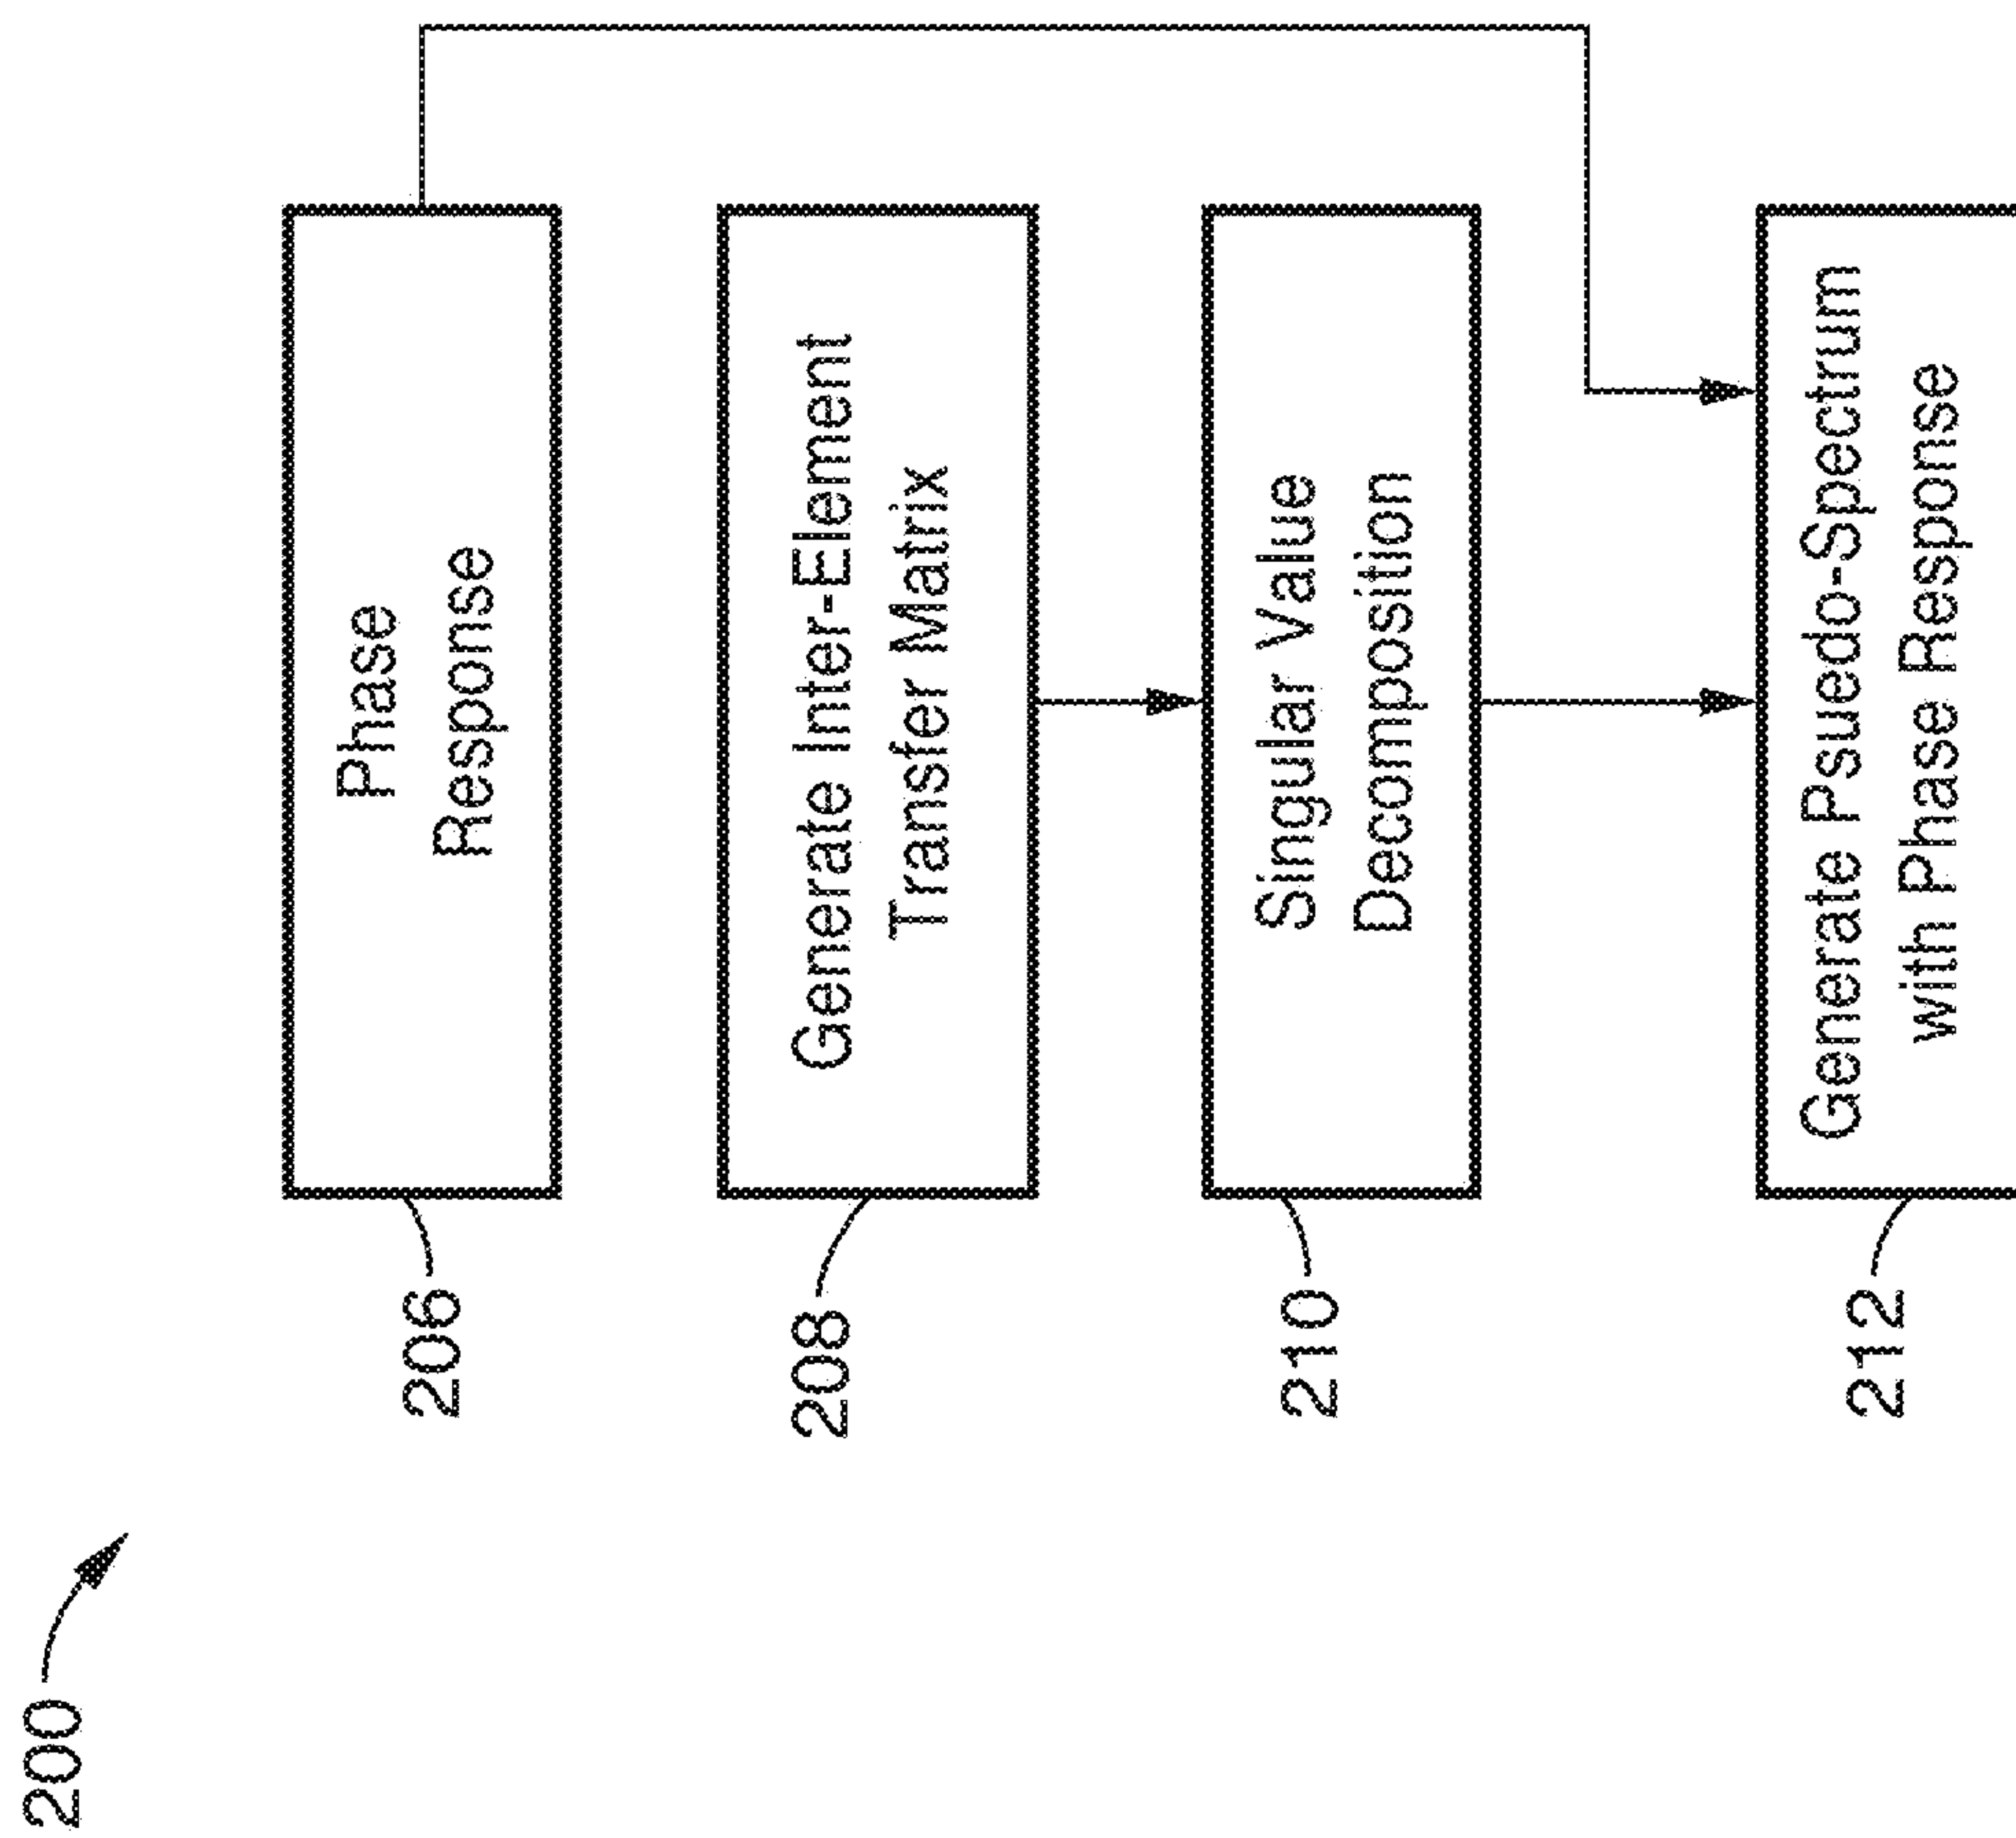 200
206
Phase
Response
208
Generate Inter-Element
Transfer Matrix
210
Singular Value
Decomposition
212
Generate Psuedo-Spectrum
with Phase Response